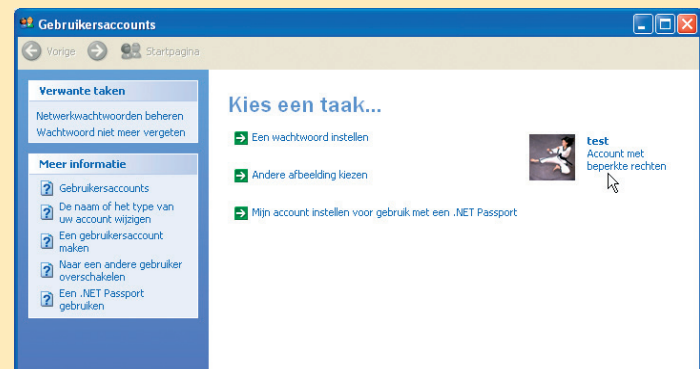 Gebruikersaccounts
Vorige
Startpagina
Verwante taken
Netwerkwachtwoorden beheren
Wachtwoord niet meer vergeten
Meer informatie
Gebruikersaccounts
De naam of het type van
uw account wijzigen
Een gebruikersaccount
maken
Naar een andere gebruiker
overschakelen
Een .NET Passport
gebruiken
Kies een taak...
Een wachtwoord instellen
Andere afbeelding kiezen
Mijn account instellen voor gebruik met een .NET Passport
test
Account met
beperkte rechten